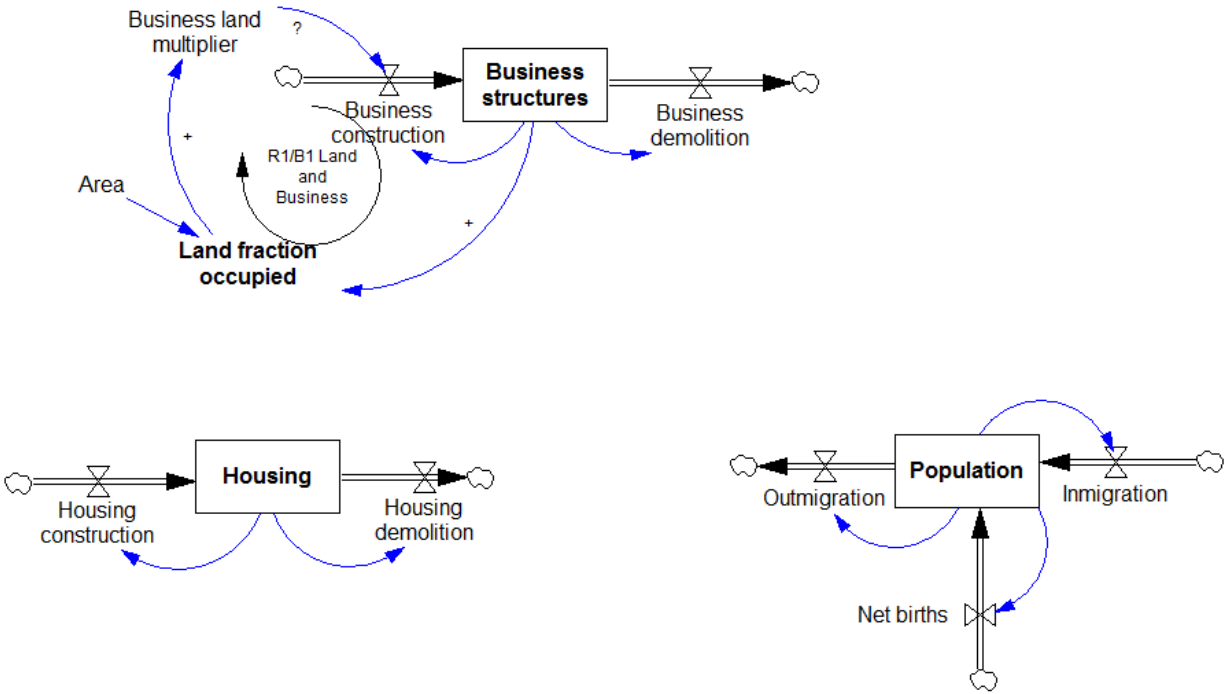 Business land
multiplier
?
Business
structures
Business
construction
Business
demolition
+
R1/B1 Land
and
Business
Area
+
Land fraction
occupied
Housing
Housing
construction
Housing
demolition
Population
Outmigration
Inmigration
Net births